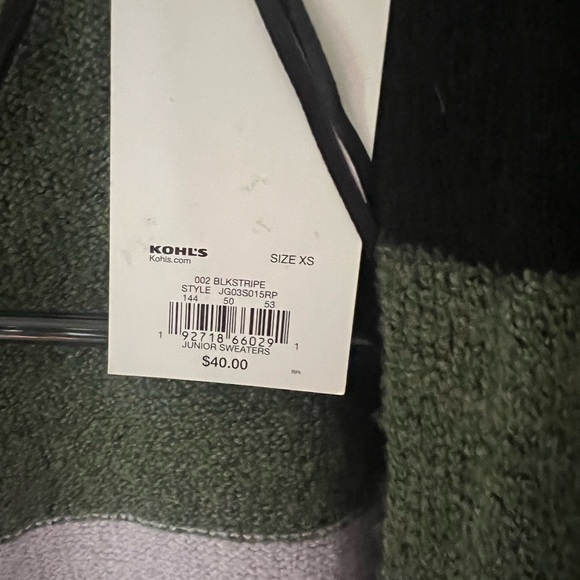 KOHL'S
Kohls.com
SIZE XS
002 BLKSTRIPE
STYLE JG03S015RP
144 50 53
1 92718 66029 1
JUNIOR SWEATERS
$40.00